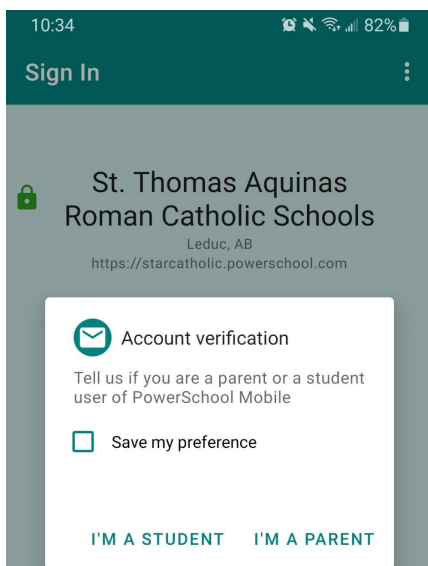 10:34 82%
Sign In
St. Thomas Aquinas
Roman Catholic Schools
Leduc, AB
https://starcatholic.powerschool.com
Account verification
Tell us if you are a parent or a student
user of PowerSchool Mobile
Save my preference
I'M A STUDENT I'M A PARENT